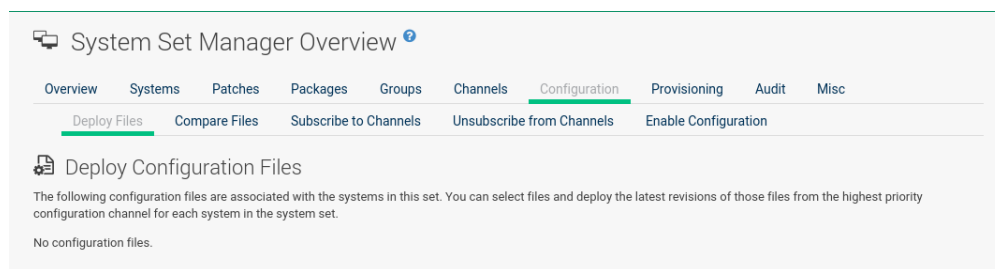 System Set Manager Overview ?
Overview Systems Patches Packages Groups Channels Configuration Provisioning Audit Misc
Deploy Files Compare Files Subscribe to Channels Unsubscribe from Channels Enable Configuration
Deploy Configuration Files
The following configuration files are associated with the systems in this set. You can select files and deploy the latest revisions of those files from the highest priority
configuration channel for each system in the system set.
No configuration files.